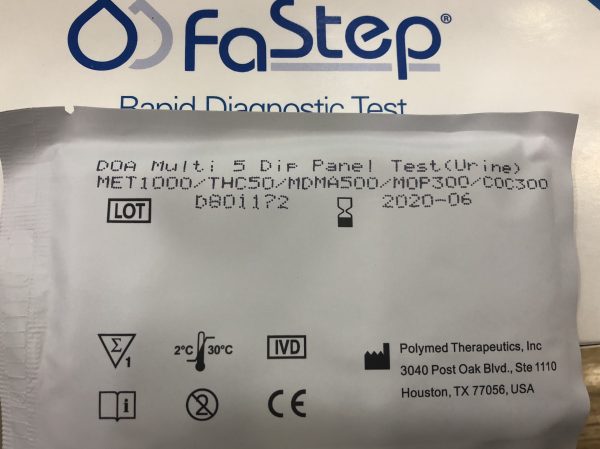 FaStep®
Rapid Diagnostic Test
DOA Multi 5 Dip Panel Test(Urine)
MET1000/THC50/MDMA500/MOP300/COC300
LOT D801172 2020-06
Σ 1 2°C 30°C IVD
i 2 CE
Polymed Therapeutics, Inc
3040 Post Oak Blvd., Ste 1110
Houston, TX 77056, USA